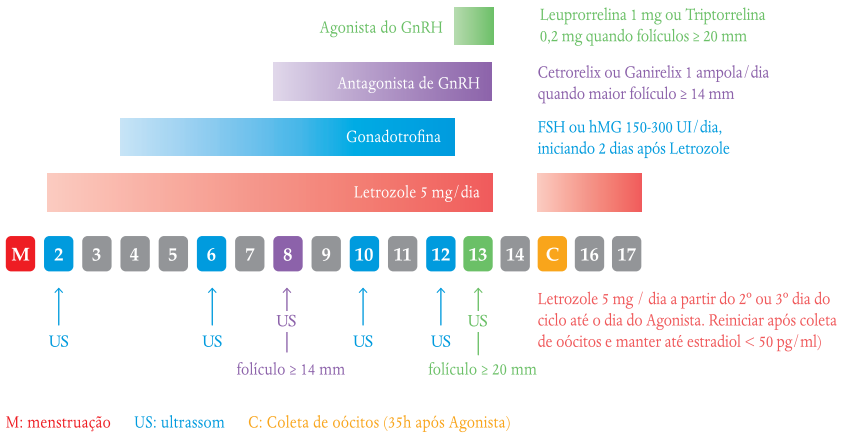 Agonista do GnRH
Leuprorrelina 1 mg ou Triptorrelina
0,2 mg quando folículos ≥ 20 mm
Antagonista de GnRH
Cetrorelix ou Ganirelix 1 ampola/dia
quando maior folículo ≥ 14 mm
Gonadotrofina
FSH ou hMG 150-300 UI/dia,
iniciando 2 dias após Letrozole
Letrozole 5 mg/dia
M 2 3 4 5 6 7 8 9 10 11 12 13 14 C 16 17
US US US US US US
folículo ≥ 14 mm folículo ≥ 20 mm
Letrozole 5 mg / dia a partir do 2º ou 3º dia do
ciclo até o dia do Agonista. Reiniciar após coleta
de oócitos e manter até estradiol < 50 pg/ml)
M: menstruação US: ultrassom C: Coleta de oócitos (35h após Agonista)